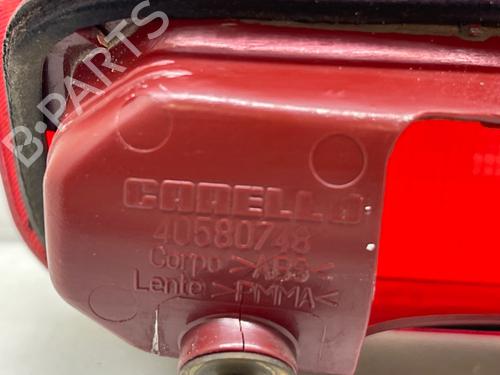 B-PARTS
CARELLO
40580748
Corpo >ABS<
Lente >PMMA<